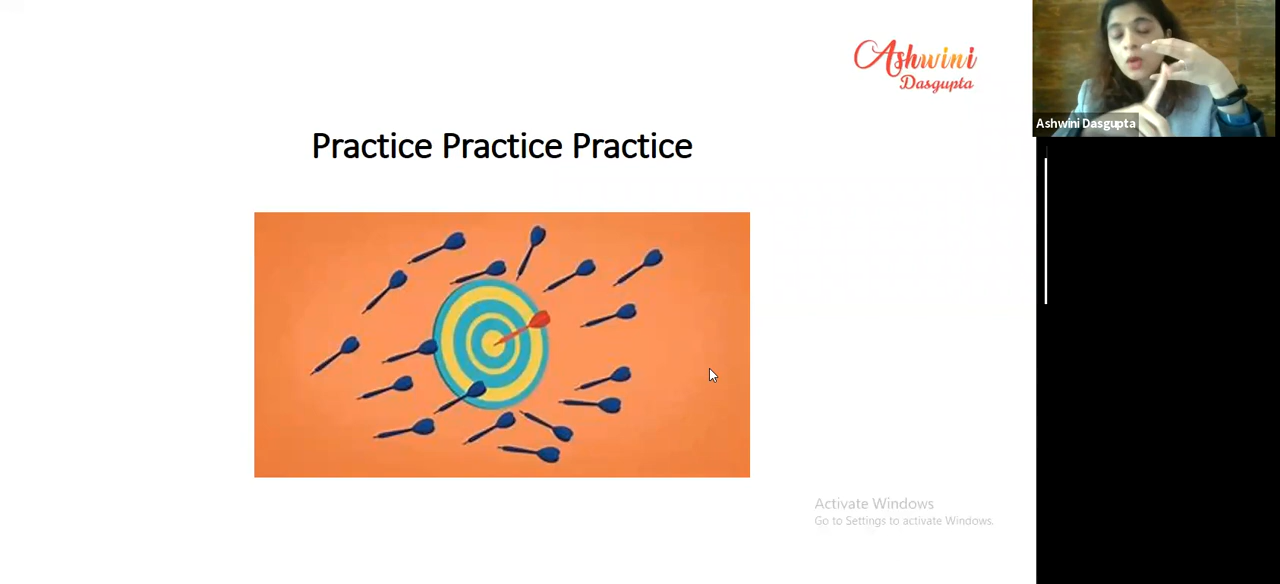 Ashwini
Dasgupta
Ashwini Dasgupta
Practice Practice Practice
Activate Windows
Go to Settings to activate Windows.